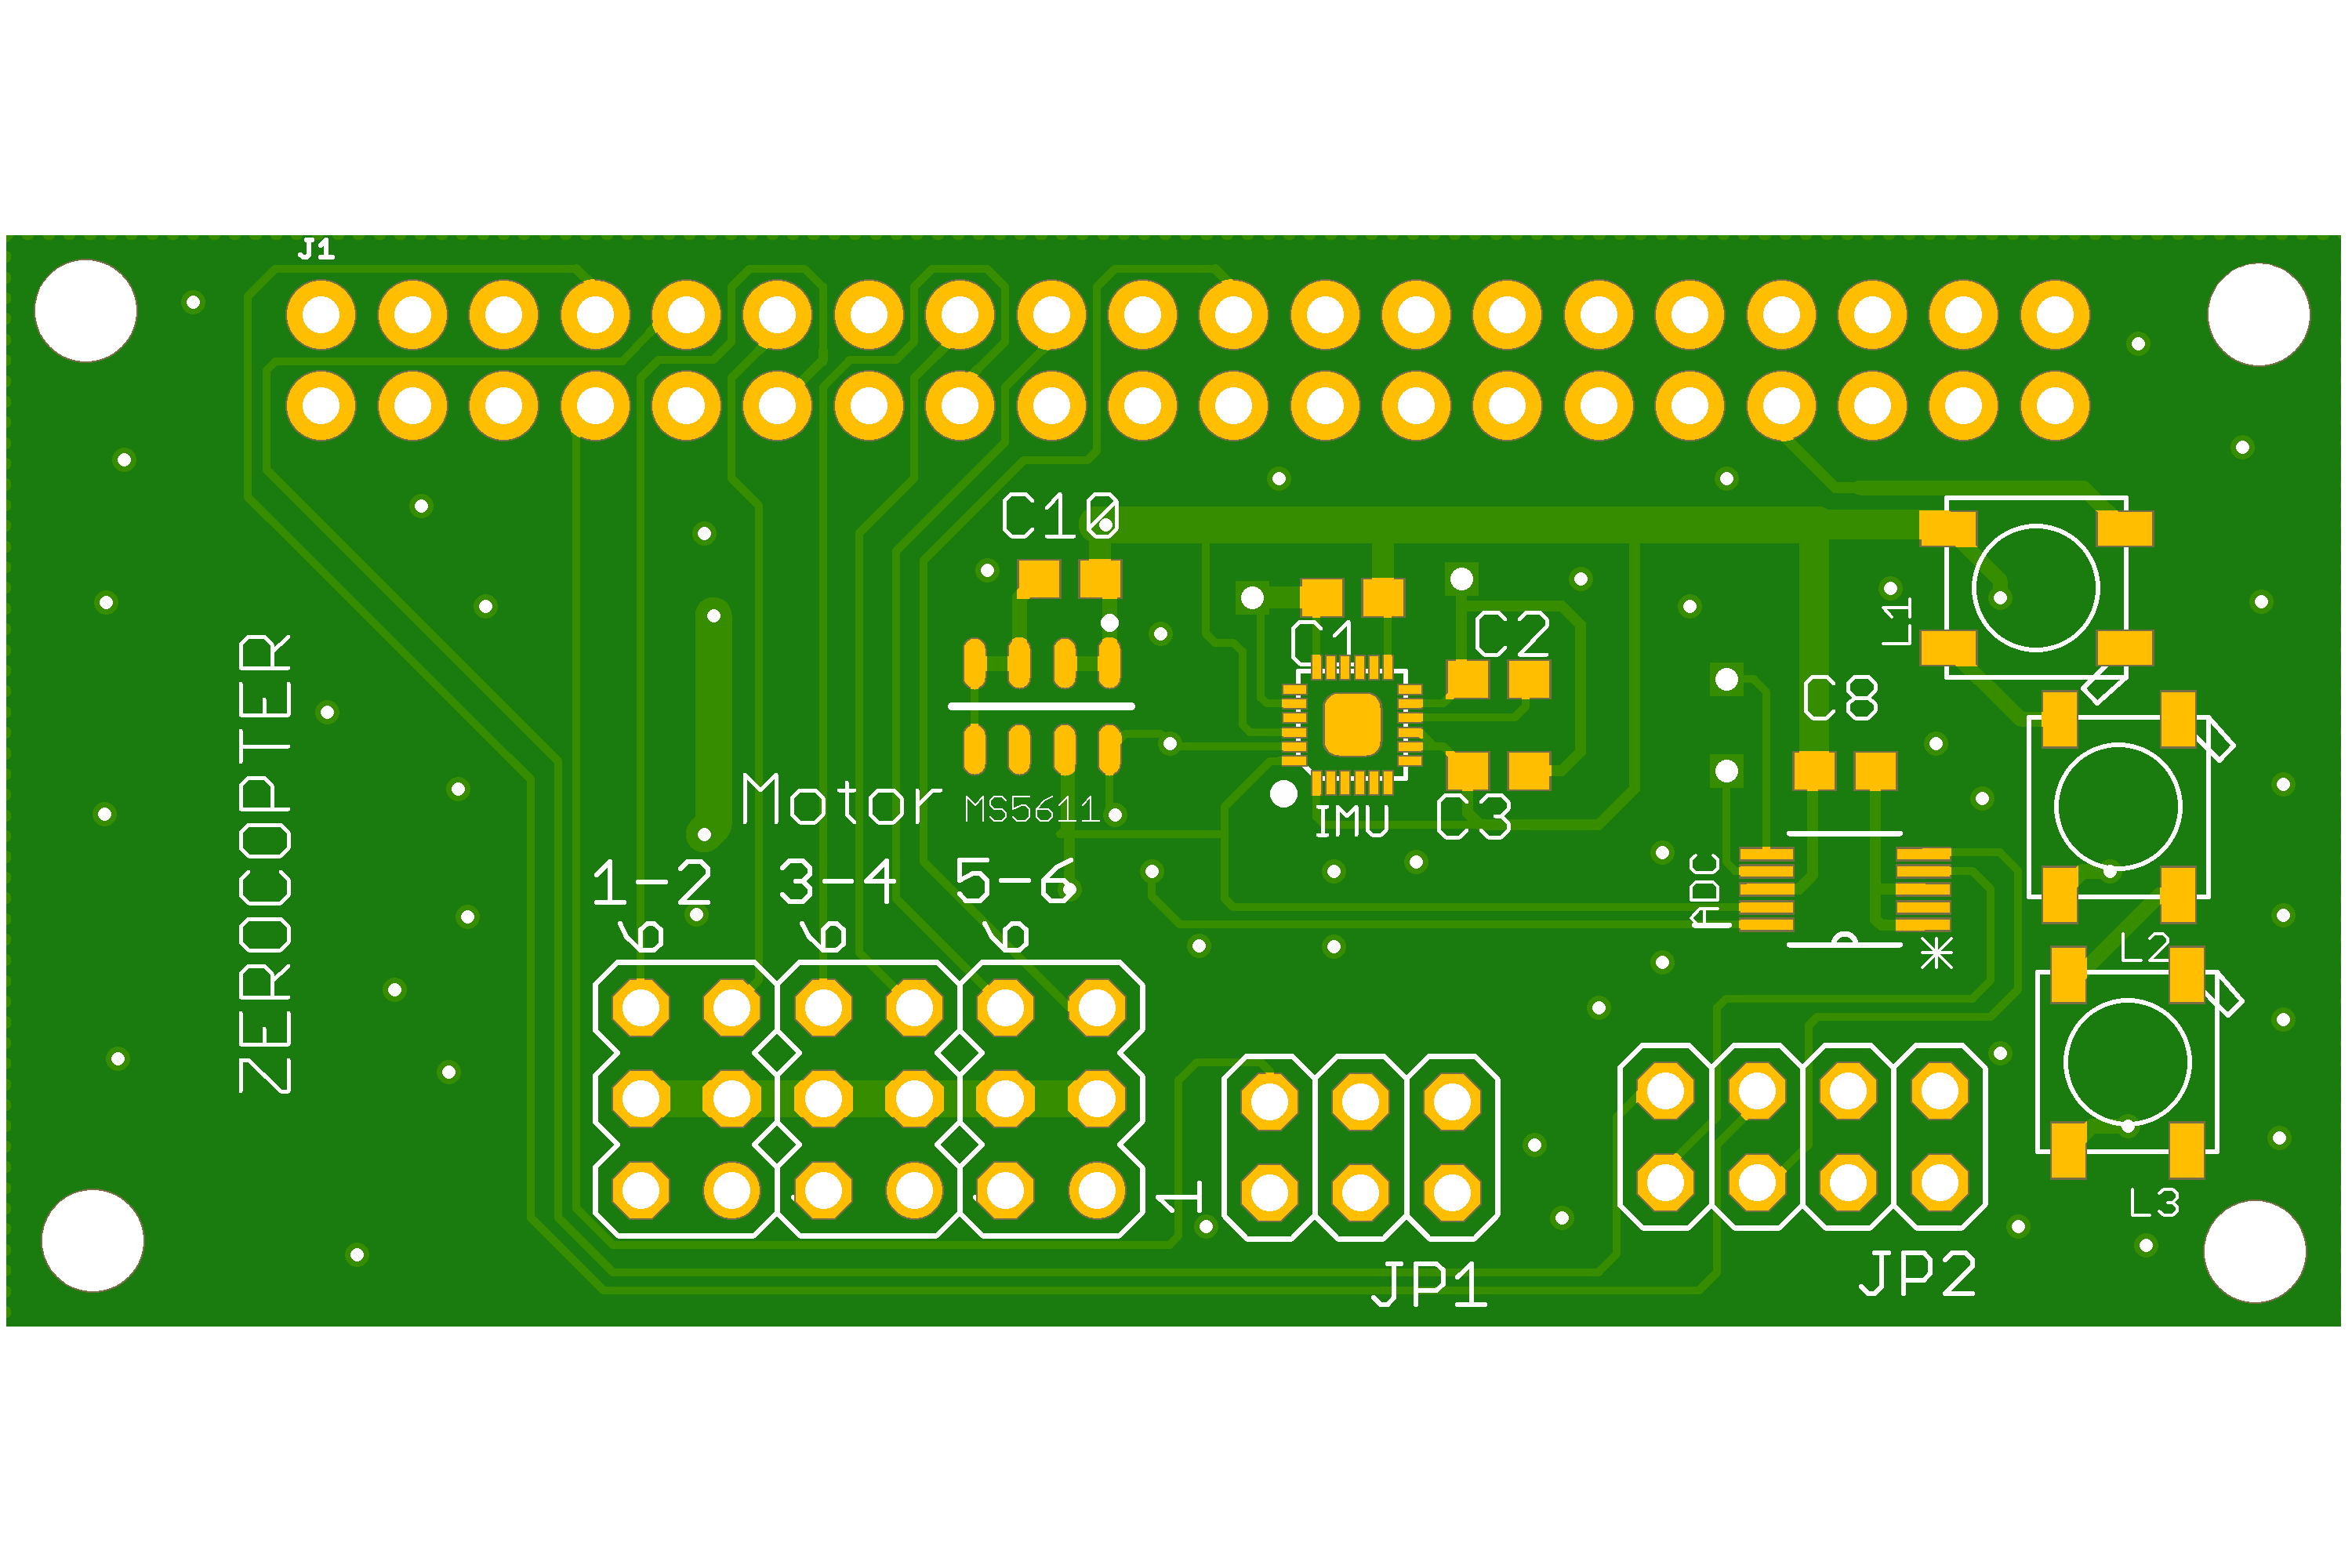 J1
C10
C1
C2
L1
C8
ZEROCOPTER
Motor
MS5611
IMU
C3
1-2
3-4
5-6
ADC
6
6
6
*
L2
1
L3
JP1
JP2